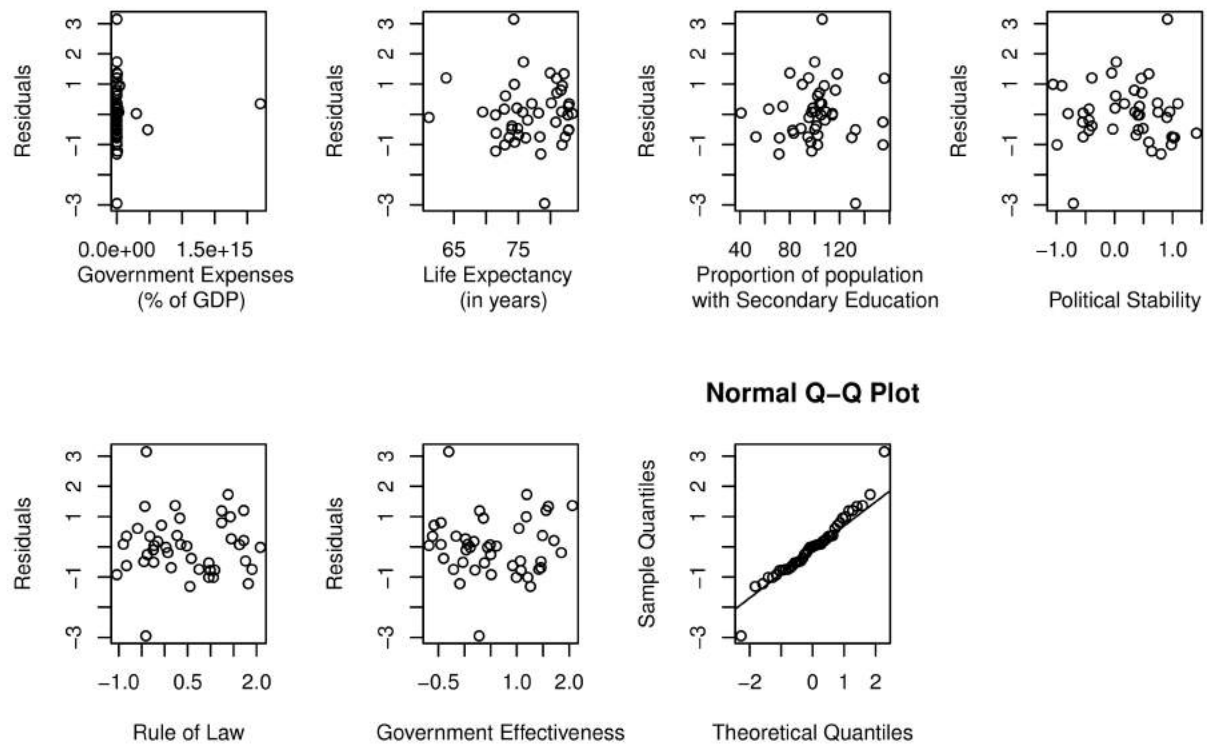 Residuals
3
2
1
−1
−3
0.0e+00 1.5e+15
Government Expenses
(% of GDP)
Residuals
3
2
1
−1
−3
65 75
Life Expectancy
(in years)
Residuals
3
2
1
−1
−3
40 80 120
Proportion of population
with Secondary Education
Residuals
3
2
1
−1
−3
−1.0 0.0 1.0
Political Stability
Residuals
3
2
1
−1
−3
−1.0 0.5 2.0
Rule of Law
Residuals
3
2
1
−1
−3
−0.5 1.0 2.0
Government Effectiveness
Normal Q−Q Plot
Sample Quantiles
3
2
1
−1
−3
−2 0 1 2
Theoretical Quantiles